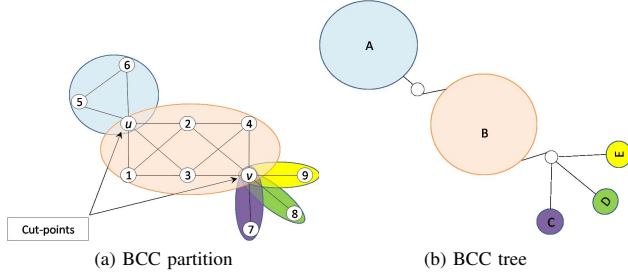 6
5
u
2
4
1
3
v
9
8
7
Cut-points
(a) BCC partition
A
B
E
D
C
(b) BCC tree